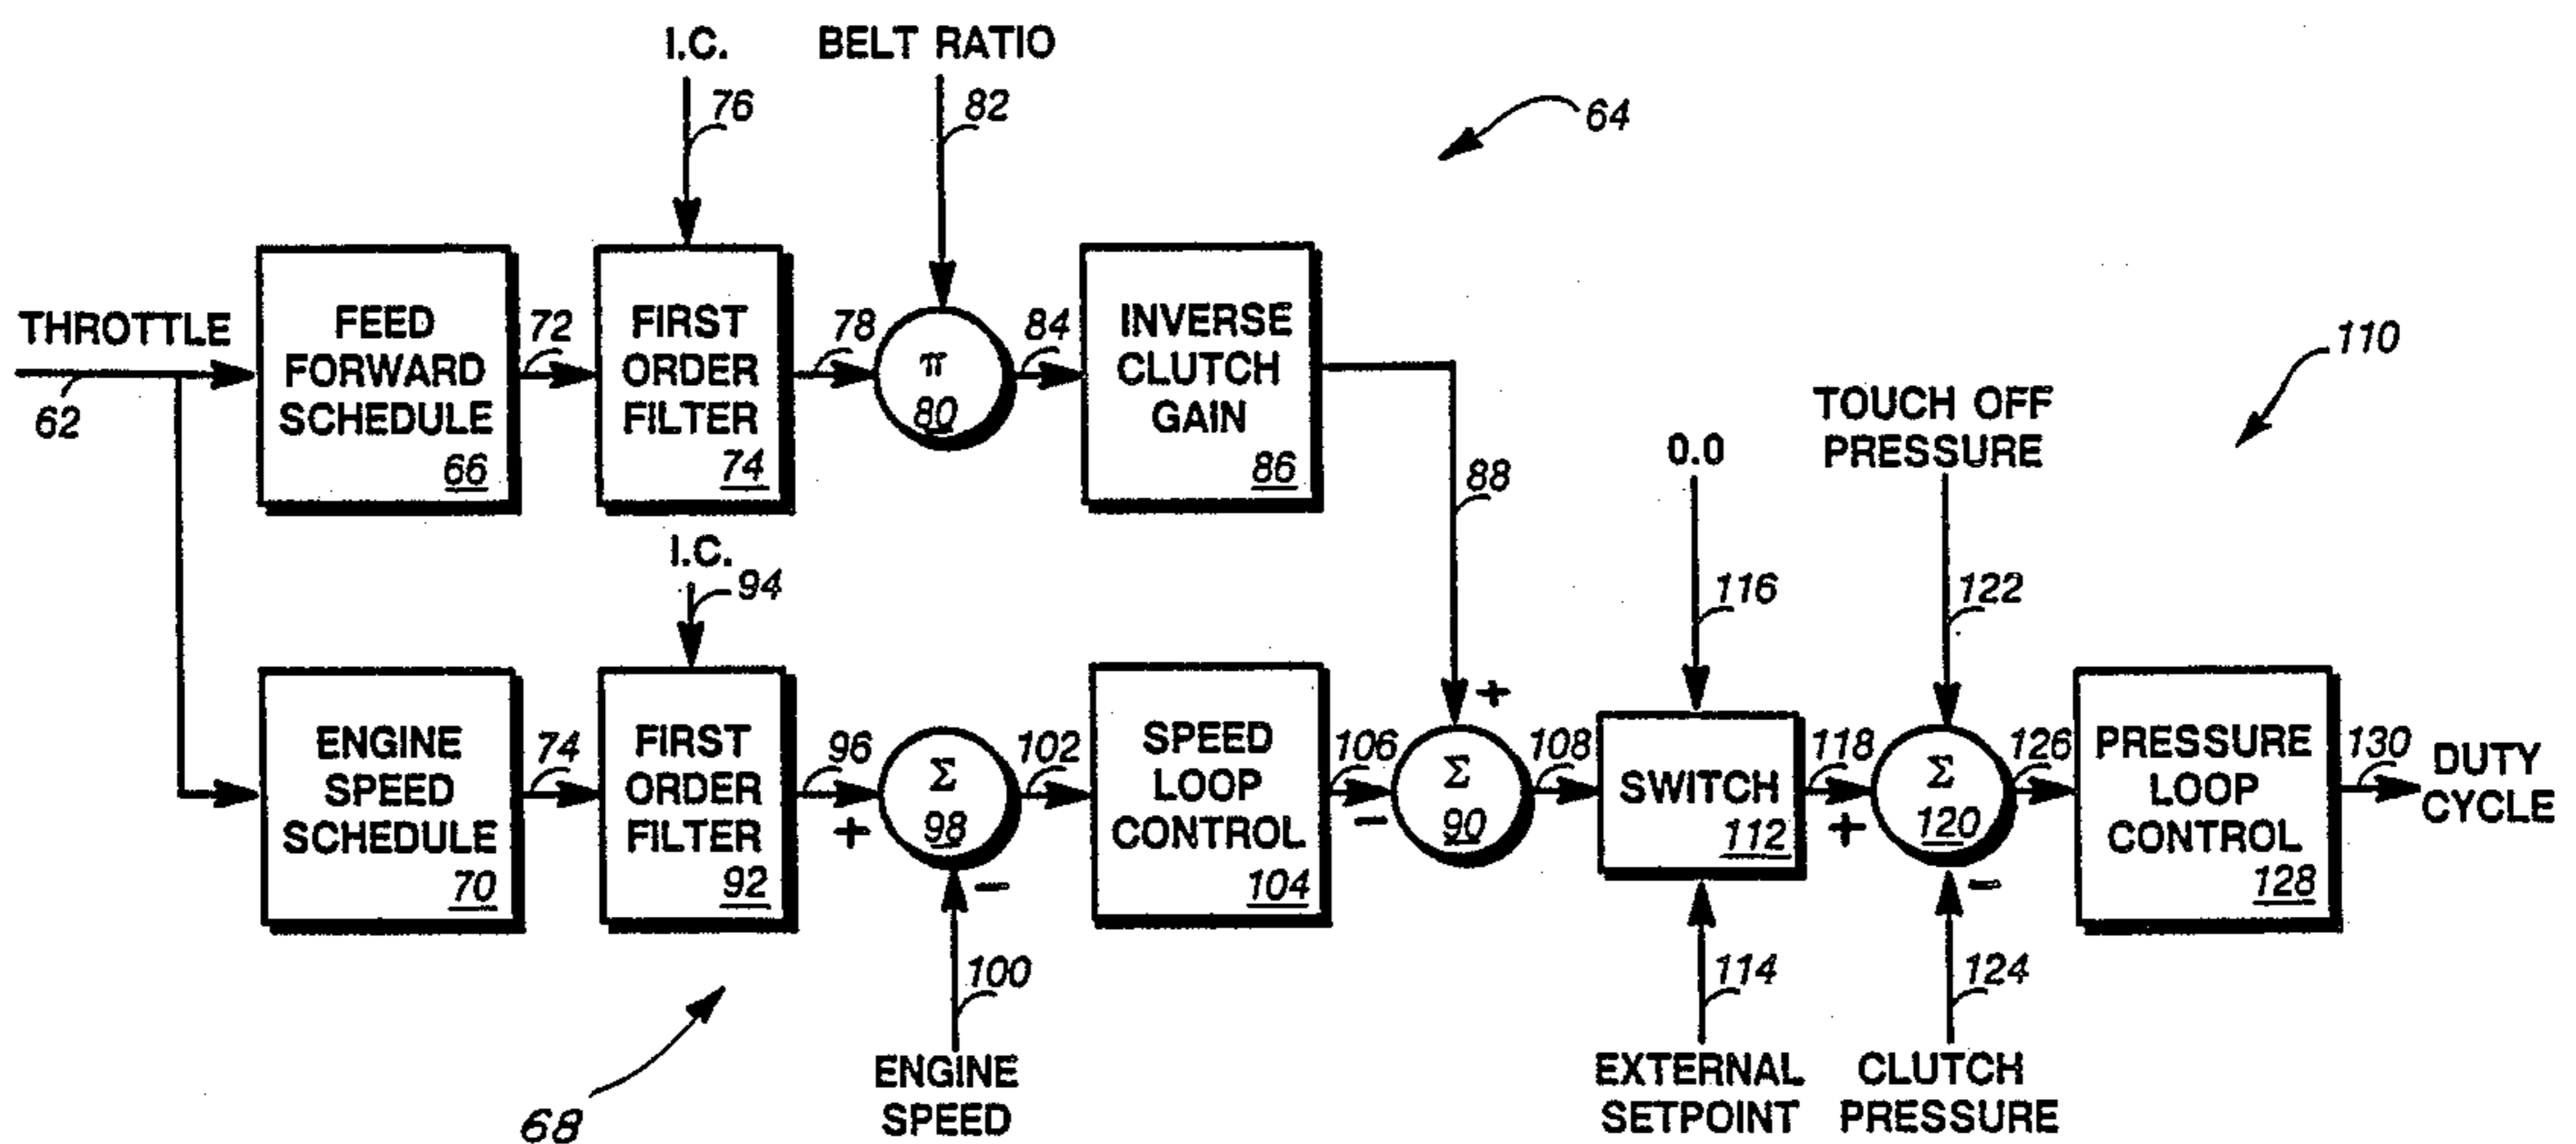 I.C.
BELT RATIO
76
82
64
THROTTLE
62
FEED
FORWARD
SCHEDULE
66
72
FIRST
ORDER
FILTER
74
78
π
80
84
INVERSE
CLUTCH
GAIN
86
88
110
0.0
TOUCH OFF
PRESSURE
116
122
I.C.
94
ENGINE
SPEED
SCHEDULE
70
74
FIRST
ORDER
FILTER
92
96
+
Σ
98
−
102
SPEED
LOOP
CONTROL
104
106
−
+
Σ
90
108
SWITCH
112
118
+
Σ
120
−
126
PRESSURE
LOOP
CONTROL
128
130
DUTY
CYCLE
100
114
124
68
ENGINE
SPEED
EXTERNAL
SETPOINT
CLUTCH
PRESSURE